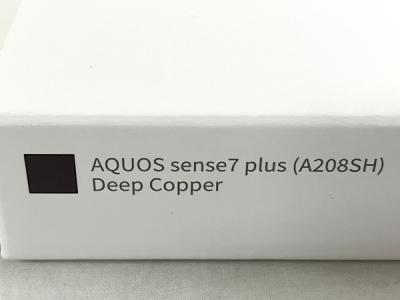 AQUOS sense7 plus (A208SH)
Deep Copper